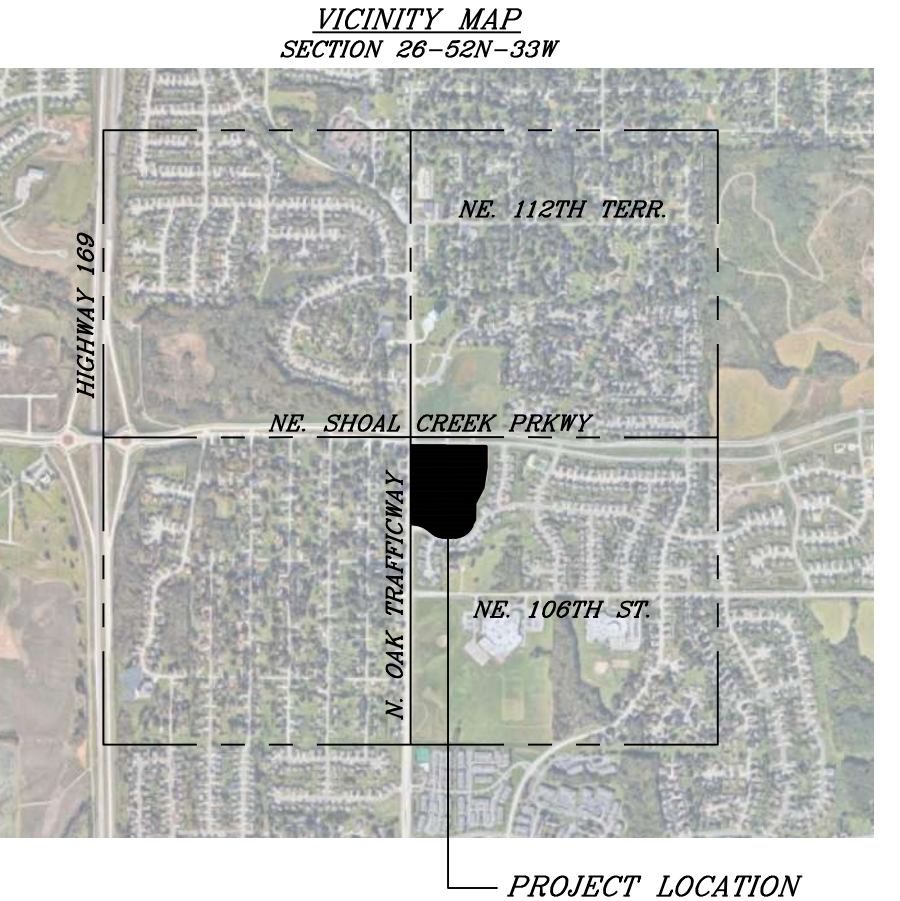 VICINITY MAP
SECTION 26-52N-33W
NE. 112TH TERR.
HIGHWAY 169
NE. SHOAL CREEK PRKWY
N. OAK TRAFFICWAY
NE. 106TH ST.
PROJECT LOCATION